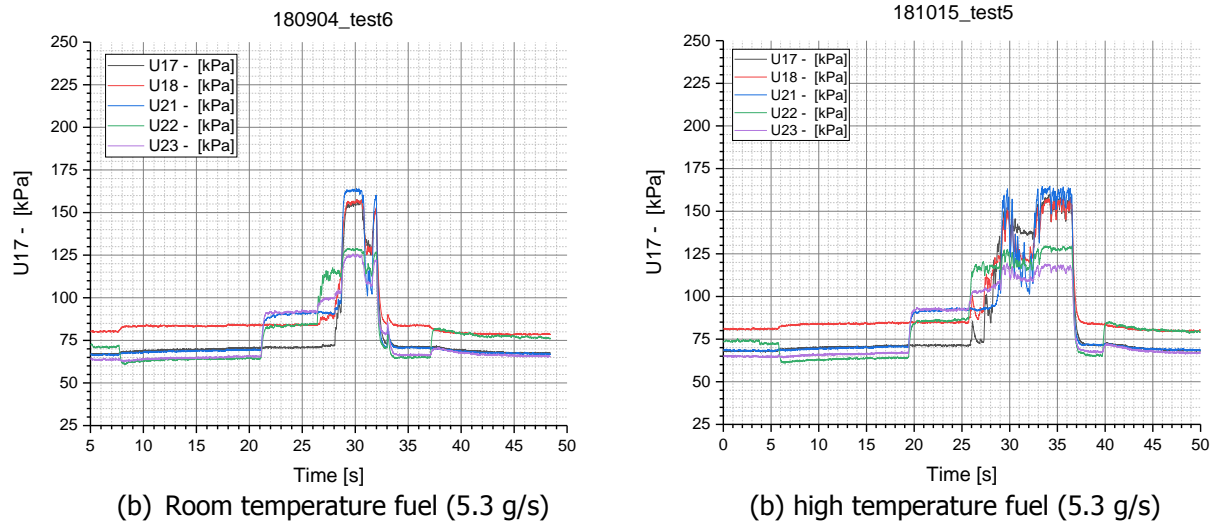 180904_test6
250
225
200
175
150
125
100
75
50
25
U17 -  [kPa]
U17 -  [kPa]
U18 -  [kPa]
U21 -  [kPa]
U22 -  [kPa]
U23 -  [kPa]
5 10 15 20 25 30 35 40 45 50
Time [s]
(b) Room temperature fuel (5.3 g/s)
181015_test5
250
225
200
175
150
125
100
75
50
25
U17 -  [kPa]
U17 -  [kPa]
U18 -  [kPa]
U21 -  [kPa]
U22 -  [kPa]
U23 -  [kPa]
0 5 10 15 20 25 30 35 40 45 50
Time [s]
(b) high temperature fuel (5.3 g/s)